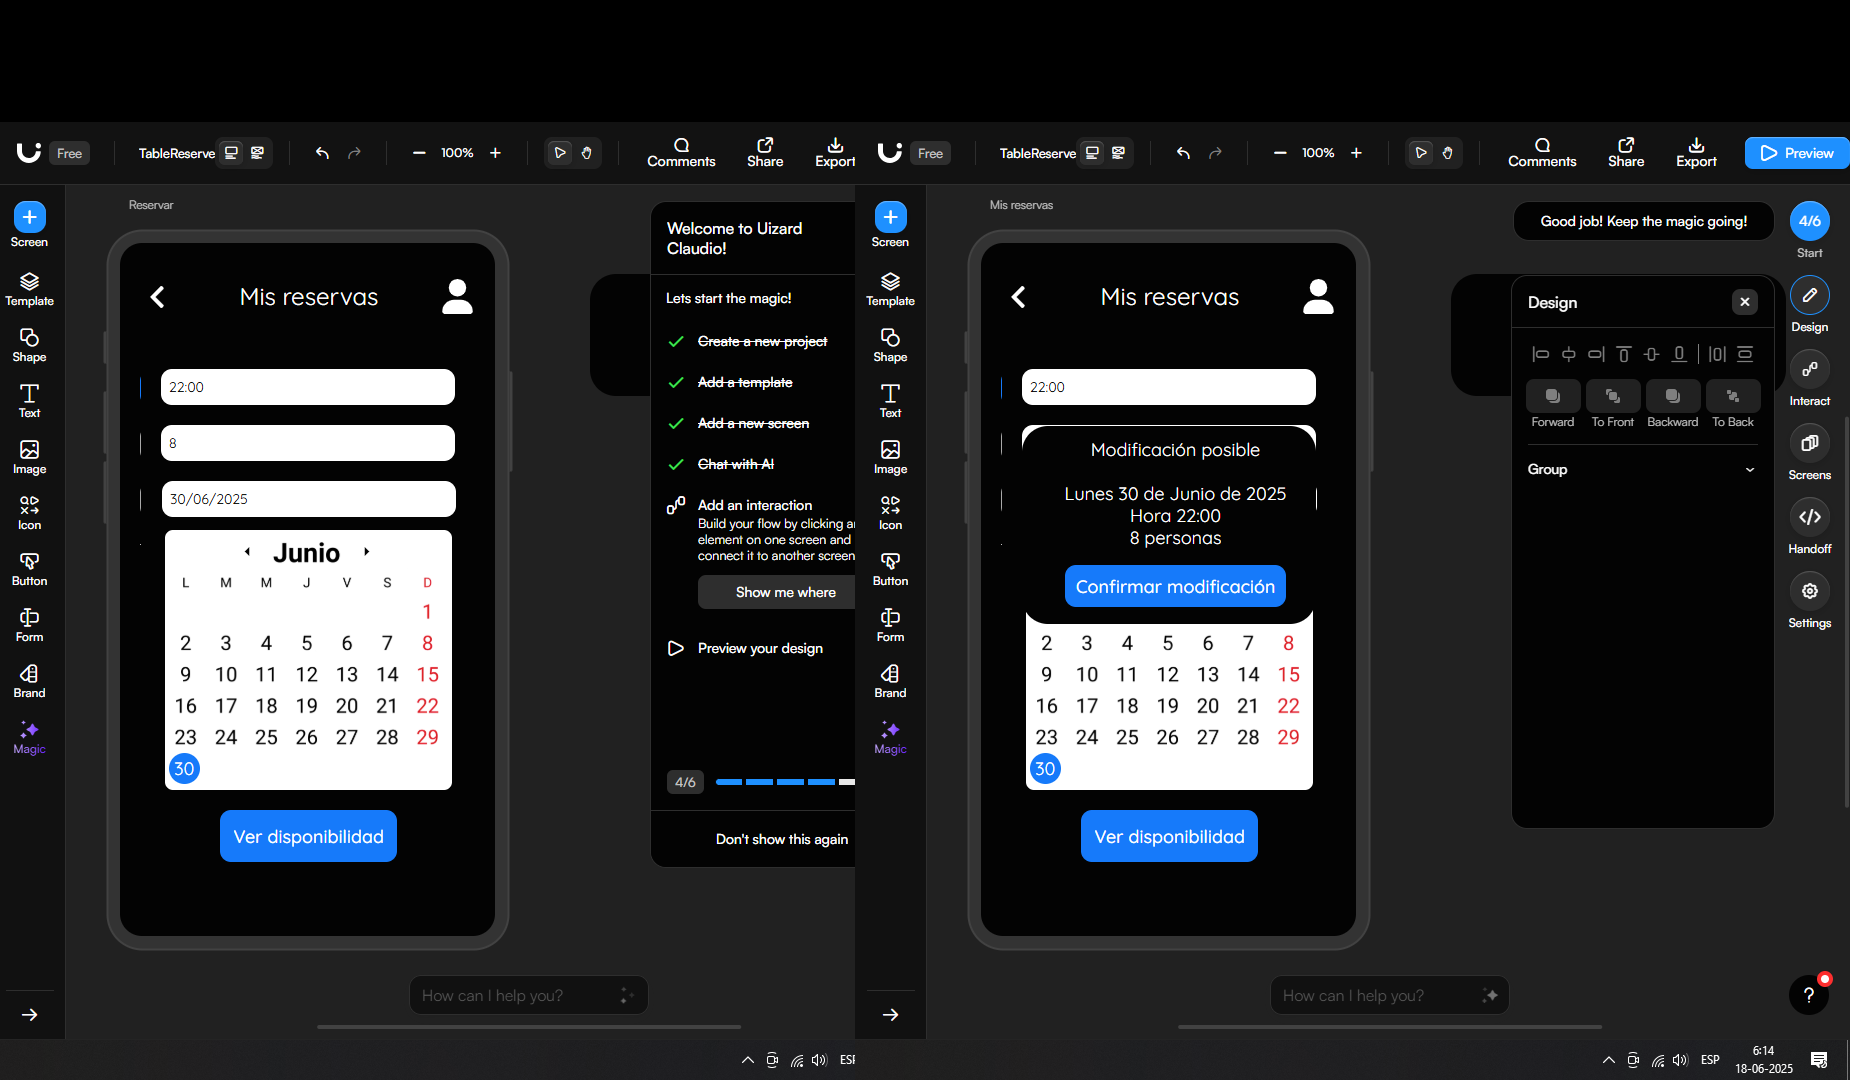 Free
TableReserve
100%
Comments
Share
Export
Screen
Template
Shape
Text
Image
Icon
Button
Form
Brand
Magic
Reservar
Mis reservas
22:00
8
30/06/2025
Junio
L M M J V S D
1
2 3 4 5 6 7 8
9 10 11 12 13 14 15
16 17 18 19 20 21 22
23 24 25 26 27 28 29
30
Ver disponibilidad
Welcome to Uizard
Claudio!
Lets start the magic!
Create a new project
Add a template
Add a new screen
Chat with AI
Add an interaction
Build your flow by clicking
element on one screen and
connect it to another screen
Show me where
Preview your design
4/6
Don't show this again
How can I help you?
Free
TableReserve
100%
Comments
Share
Export
Preview
Screen
Template
Shape
Text
Image
Icon
Button
Form
Brand
Magic
Mis reservas
Mis reservas
22:00
Modificación posible
Lunes 30 de Junio de 2025
Hora 22:00
8 personas
Confirmar modificación
2 3 4 5 6 7 8
9 10 11 12 13 14 15
16 17 18 19 20 21 22
23 24 25 26 27 28 29
30
Ver disponibilidad
Good job! Keep the magic going!
Design
Forward
To Front
Backward
To Back
Group
4/6
Start
Design
Interact
Screens
Handoff
Settings
How can I help you?
?
ESP
6:14
18-06-2025